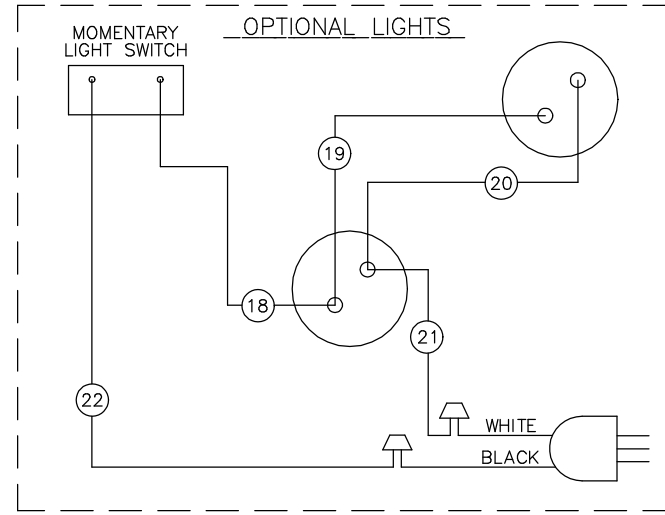 OPTIONAL LIGHTS
MOMENTARY
LIGHT SWITCH
19
20
18
21
22
WHITE
BLACK